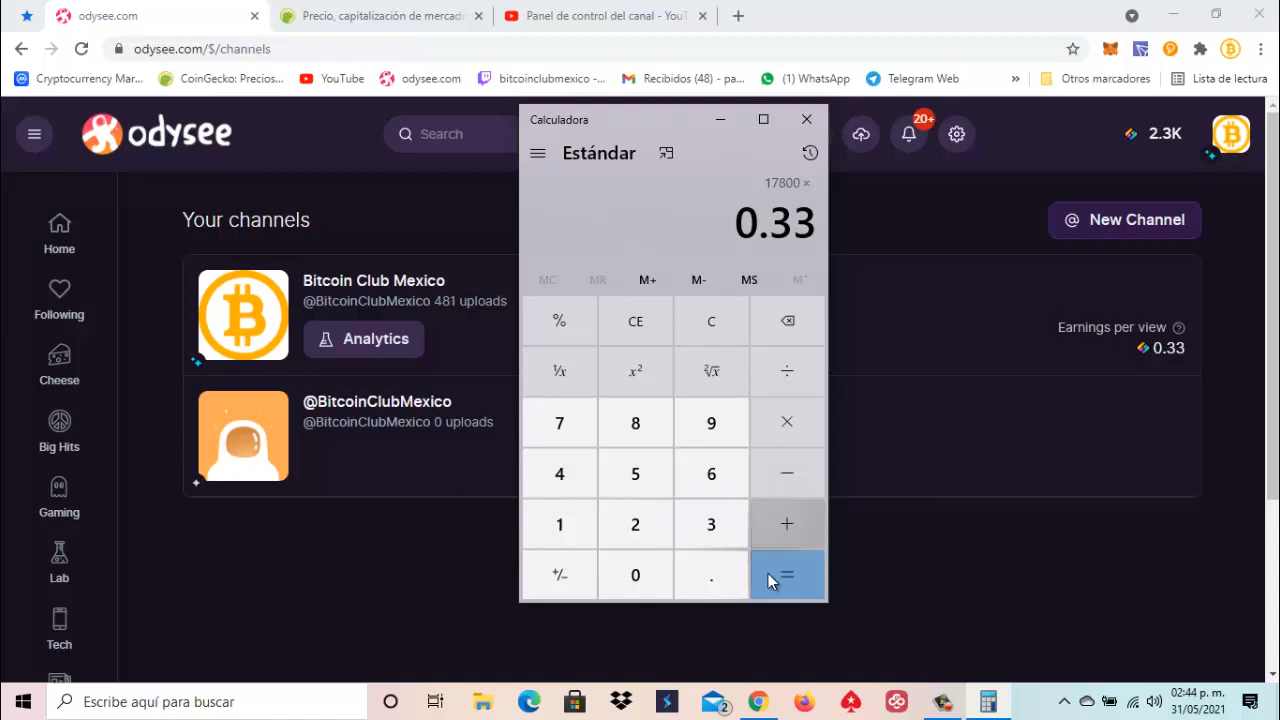 odysee.com
Precio, capitalización de mercad
Panel de control del canal - YouT
odysee.com/$/channels
Cryptocurrency Mar...
CoinGecko: Precios...
YouTube
odysee.com
bitcoinclubmexico -...
Recibidos (48) - pa...
(1) WhatsApp
Telegram Web
»
Otros marcadores
Lista de lectura
odysee
Search
20+
2.3K
Home
Following
Cheese
Big Hits
Gaming
Lab
Tech
Your channels
@ New Channel
Bitcoin Club Mexico
@BitcoinClubMexico 481 uploads
Analytics
Earnings per view
0.33
@BitcoinClubMexico
@BitcoinClubMexico 0 uploads
Calculadora
Estándar
17800 ×
0.33
MC MR M+ M- MS M˅
% CE C
¹/x x² ²√x ÷
7 8 9 ×
4 5 6 −
1 2 3 +
+/− 0 . =
Escribe aquí para buscar
2
02:44 p. m.
31/05/2021